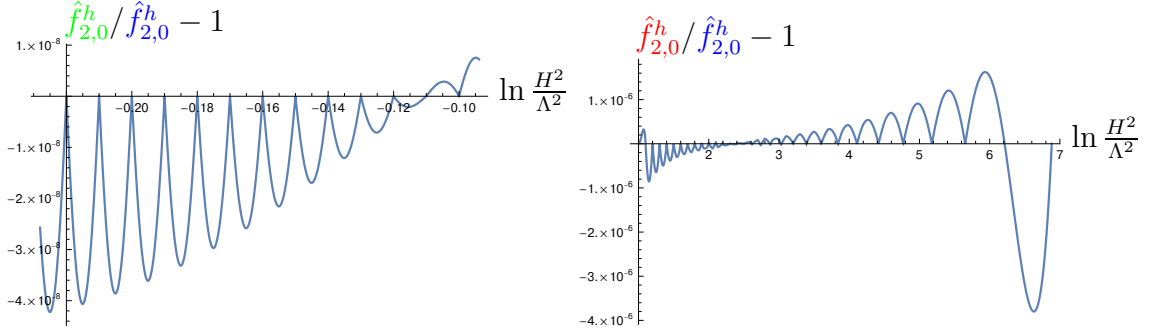 f̂^h_{2,0}/f̂^h_{2,0} − 1
1.×10⁻⁸
-0.20 -0.18 -0.16 -0.14 -0.12 -0.10
ln H²/Λ²
-1.×10⁻⁸
-2.×10⁻⁸
-3.×10⁻⁸
-4.×10⁻⁸
f̂^h_{2,0}/f̂^h_{2,0} − 1
1.×10⁻⁶
2 3 4 5 6 7
ln H²/Λ²
-1.×10⁻⁶
-2.×10⁻⁶
-3.×10⁻⁶
-4.×10⁻⁶